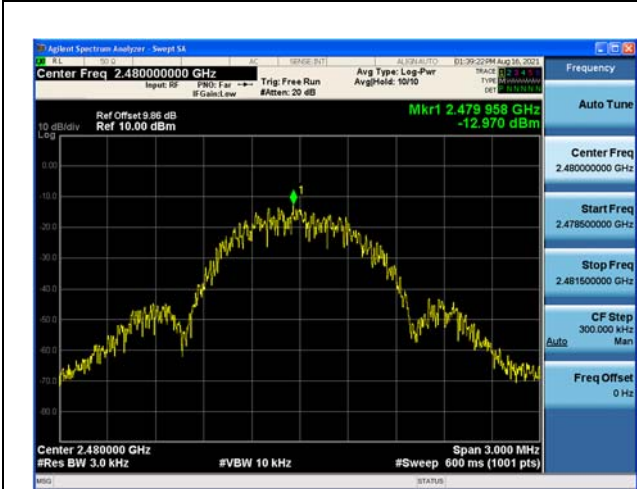 Agilent Spectrum Analyzer - Swept SA
RL 50 Ω AC SENSE:INT ALIGN AUTO 01:39:22 PM Aug 16, 2021
Center Freq 2.480000000 GHz
Input: RF PNO: Far IFGain:Low
Trig: Free Run
#Atten: 20 dB
Avg Type: Log-Pwr
Avg|Hold: 10/10
TRACE 1 2 3 4 5 6
TYPE
DET P N N N N N
Frequency
Ref Offset 9.86 dB
10 dB/div Ref 10.00 dBm
Log
Mkr1 2.479 958 GHz
-12.970 dBm
0.00
-10.0
-20.0
-30.0
-40.0
-50.0
-60.0
-70.0
-80.0
1
Auto Tune
Center Freq
2.480000000 GHz
Start Freq
2.478500000 GHz
Stop Freq
2.481500000 GHz
CF Step
300.000 kHz
Auto Man
Freq Offset
0 Hz
Center 2.480000 GHz Span 3.000 MHz
#Res BW 3.0 kHz #VBW 10 kHz #Sweep 600 ms (1001 pts)
MSG STATUS